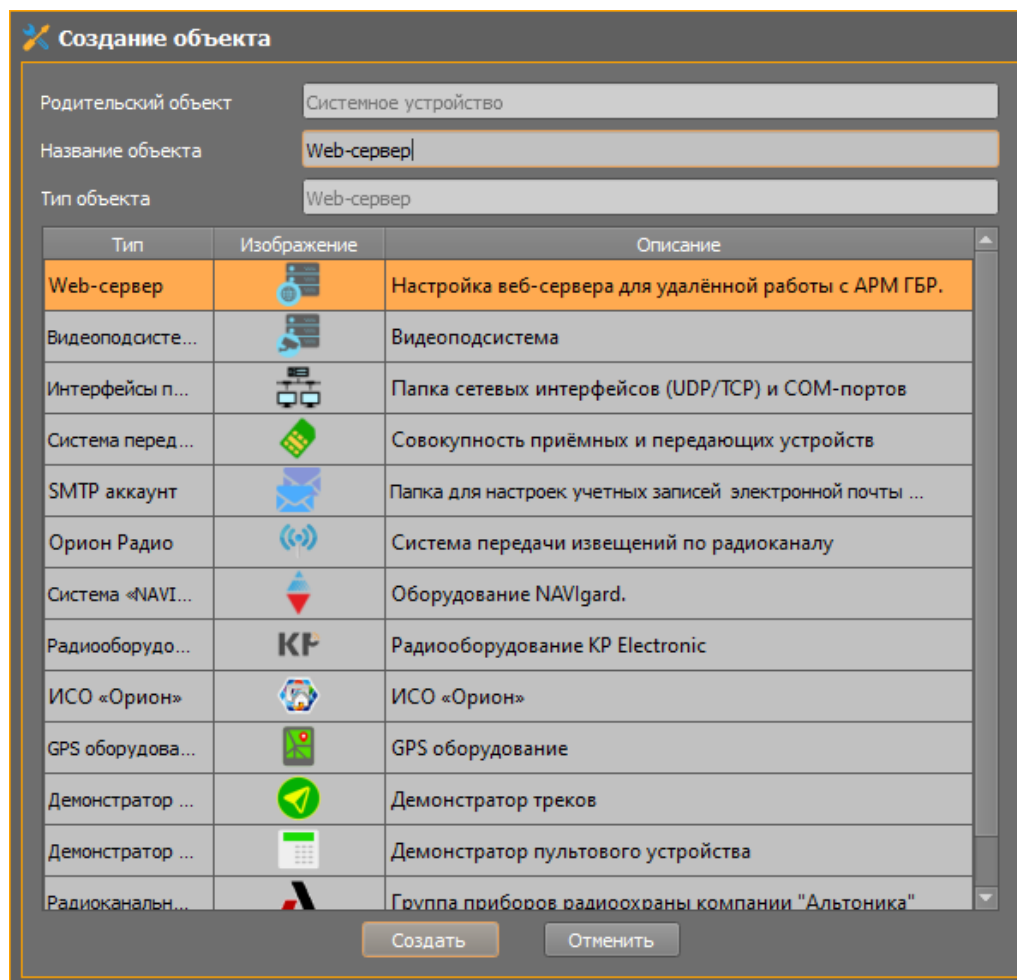 Создание объекта
Родительский объект Системное устройство
Название объекта Web-сервер
Тип объекта Web-сервер
Тип Изображение Описание
Web-сервер Настройка веб-сервера для удалённой работы с АРМ ГБР.
Видеоподсисте... Видеоподсистема
Интерфейсы п... Папка сетевых интерфейсов (UDP/TCP) и COM-портов
Система перед... Совокупность приёмных и передающих устройств
SMTP аккаунт Папка для настроек учетных записей электронной почты ...
Орион Радио Система передачи извещений по радиоканалу
Система «NAVI... Оборудование NAVIgard.
Радиооборудо... KP Радиооборудование KP Electronic
ИСО «Орион» ИСО «Орион»
GPS оборудова... GPS оборудование
Демонстратор ... Демонстратор треков
Демонстратор ... Демонстратор пультового устройства
Радиоканальн... Группа приборов радиоохраны компании "Альтоника"
Создать Отменить